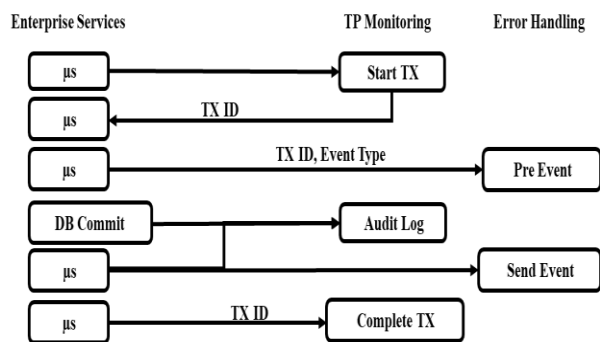 Enterprise Services TP Monitoring Error Handling
μs Start TX
μs TX ID
μs TX ID, Event Type Pre Event
DB Commit Audit Log
μs Send Event
μs TX ID Complete TX